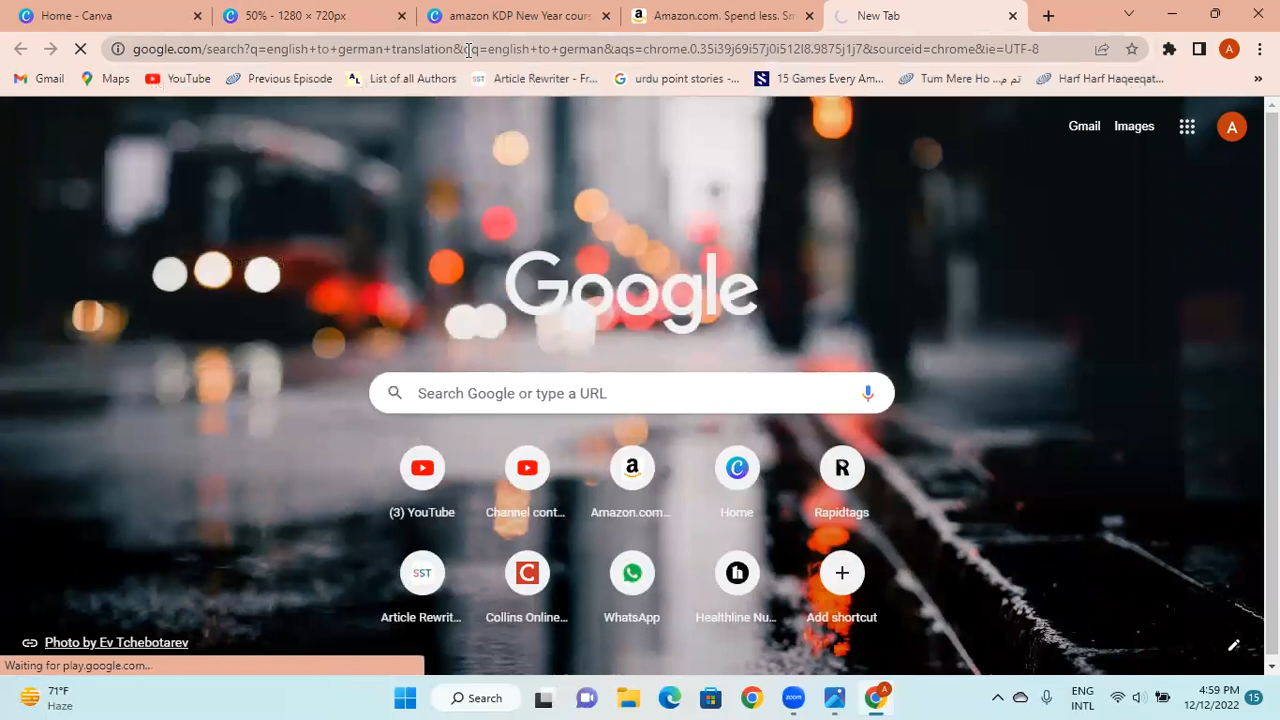 Home - Canva
50% - 1280 × 720px
amazon KDP New Year cour
Amazon.com. Spend less. Sm
New Tab
google.com/search?q=english+to+german+translation&oq=english+to+german&aqs=chrome.0.35i39j69i57j0i512l8.9875j1j7&sourceid=chrome&ie=UTF-8
A
Gmail
Maps
YouTube
Previous Episode
AL List of all Authors
SST Article Rewriter - Fr...
urdu point stories -...
15 Games Every Am...
Tum Mere Ho ... تم م
Harf Harf Haqeeqat...
»
Gmail
Images
A
Google
Search Google or type a URL
(3) YouTube
Channel cont...
Amazon.com...
Home
R
Rapidtags
SST
Article Rewrit...
Collins Online...
WhatsApp
Healthline Nu...
Add shortcut
Photo by Ev Tchebotarev
Waiting for play.google.com...
71°F
Haze
Search
zoom
A
ENG
INTL
4:59 PM
12/12/2022
15